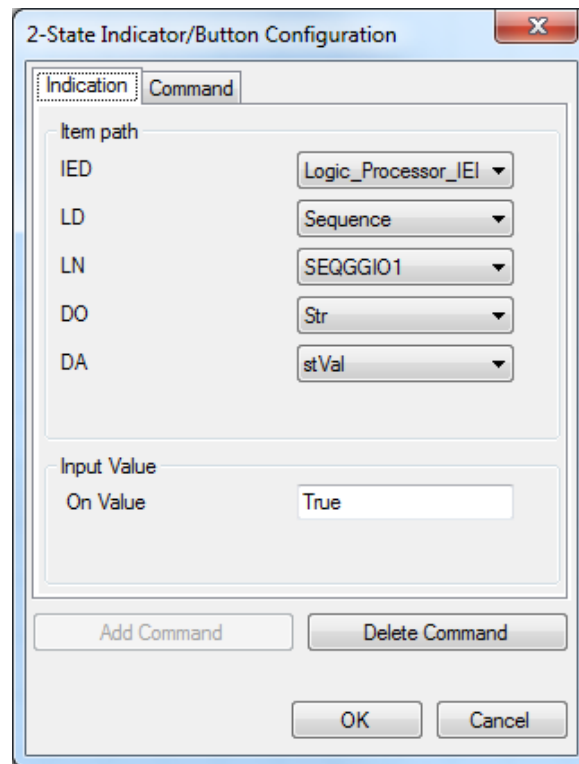 2-State Indicator/Button Configuration
Indication Command
Item path
IED Logic_Processor_IEI
LD Sequence
LN SEQGGIO1
DO Str
DA stVal
Input Value
On Value True
Add Command Delete Command
OK Cancel